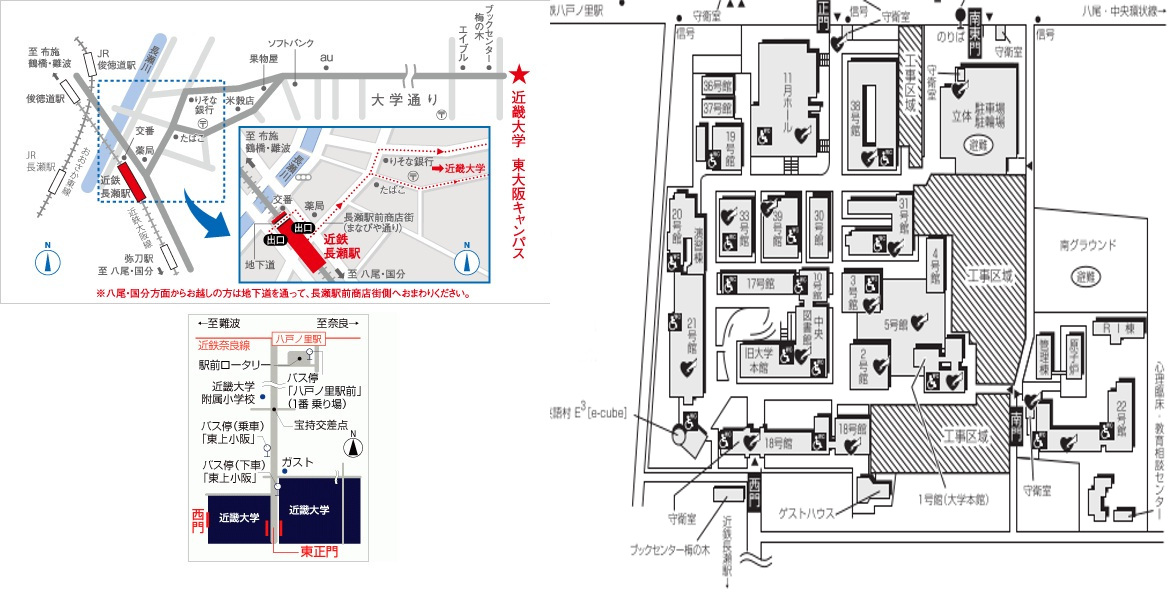 至 布施
鶴橋・難波
JR
俊徳道駅
長瀬川
俊徳道駅
JR
長瀬駅
おおさか東線
交番
薬局
近鉄
長瀬駅
近鉄大阪線
弥刀駅
至 八尾・国分
りそな
銀行
たばこ
米穀店
果物屋
ソフトバンク
au
大学通り
エイブル
ブックセンター
梅の木
近畿大学 東大阪キャンパス
N
至 布施
鶴橋・難波
長瀬川
りそな銀行
近畿大学
たばこ
交番
薬局
長瀬駅前商店街
(まなびや通り)
出口
出口
近鉄
長瀬駅
地下道
至 八尾・国分
N
※八尾・国分方面からお越しの方は地下道を通って、長瀬駅前商店街側へおまわりください。
←至難波
至奈良→
近鉄奈良線
八戸ノ里駅
駅前ロータリー
近畿大学
附属小学校
バス停
「八戸ノ里駅前」
(1番 乗り場)
宝持交差点
バス停(乗車)
「東上小阪」
N
バス停(下車)
「東上小阪」
ガスト
西門
近畿大学
近畿大学
東正門
八戸ノ里駅
守衛室
正門
信号
守衛室
のりば
南東門
守衛室
信号
八尾・中央環状線→
信号
36号館
37号館
19号館
11月ホール
38号館
工事区域
守衛室
立体
駐車場
駐輪場
避難
20号館
演習棟
33号館
39号館
30号館
31号館
4号館
工事区域
南グラウンド
避難
17号館
10号館
3号館
5号館
21号館
中央図書館
旧大学
本館
2号館
RI棟
管理棟
原子炉
心理臨床・教育相談センター
語村 E³[e-cube]
18号館
18号館
工事区域
南門
22号館
守衛室
西門
守衛室
ゲストハウス
1号館(大学本館)
ブックセンター梅の木
近鉄長瀬駅→